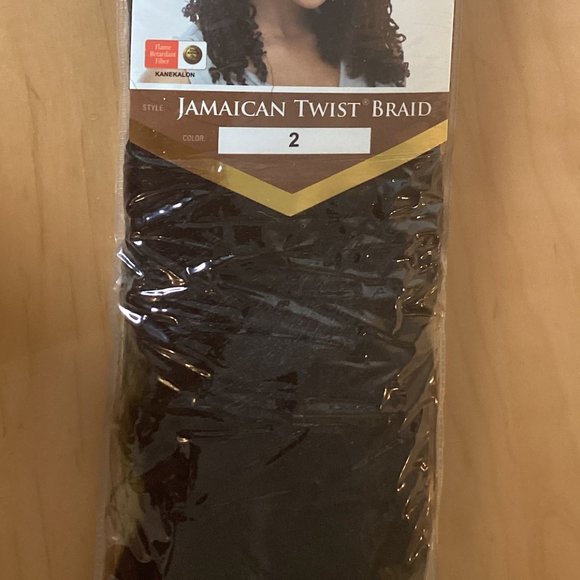 Flame
Retardant
Fiber
KANEKALON
STYLE: JAMAICAN TWIST® BRAID
COLOR: 2